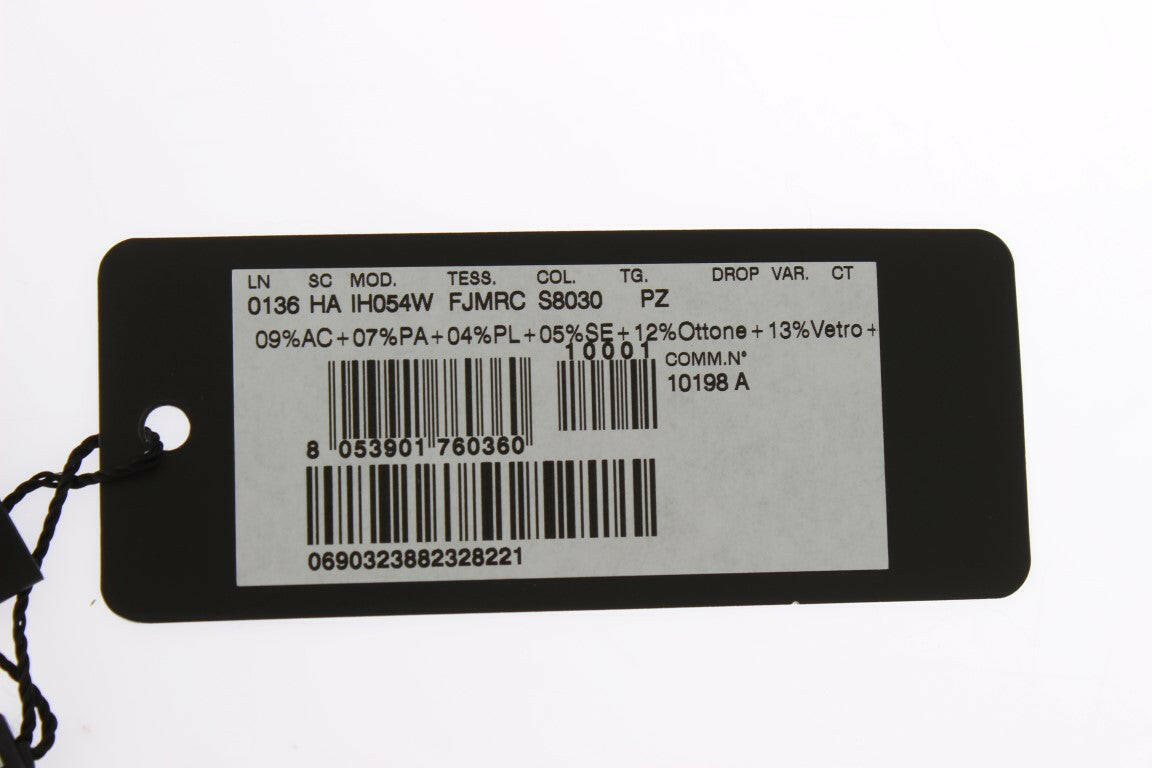 LN SC MOD. TESS. COL. TG. DROP VAR. CT
0136 HA IH054W FJMRC S8030 PZ
09%AC+07%PA+04%PL+05%SE+12%Ottone+13%Vetro+
10001
COMM.N°
10198 A
8 053901 760360
0690323882328221